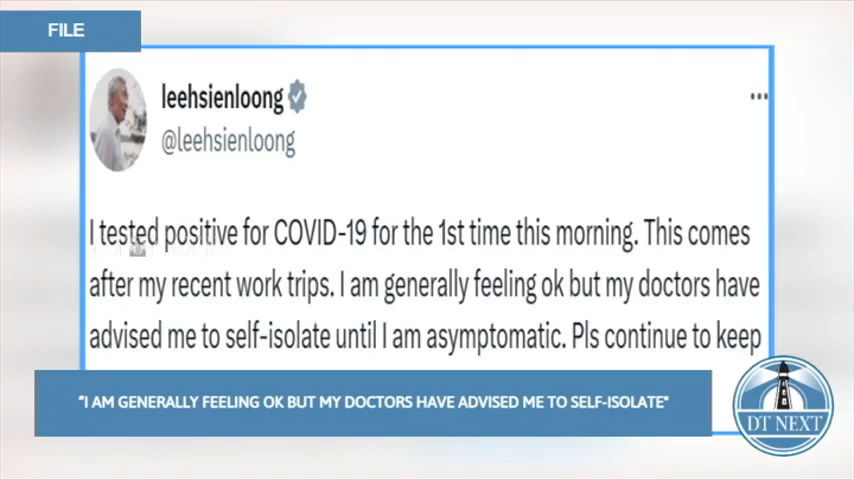 FILE
leehsienloong
@leehsienloong
I tested positive for COVID-19 for the 1st time this morning. This comes
after my recent work trips. I am generally feeling ok but my doctors have
advised me to self-isolate until I am asymptomatic. Pls continue to keep
"I AM GENERALLY FEELING OK BUT MY DOCTORS HAVE ADVISED ME TO SELF-ISOLATE"
DT NEXT